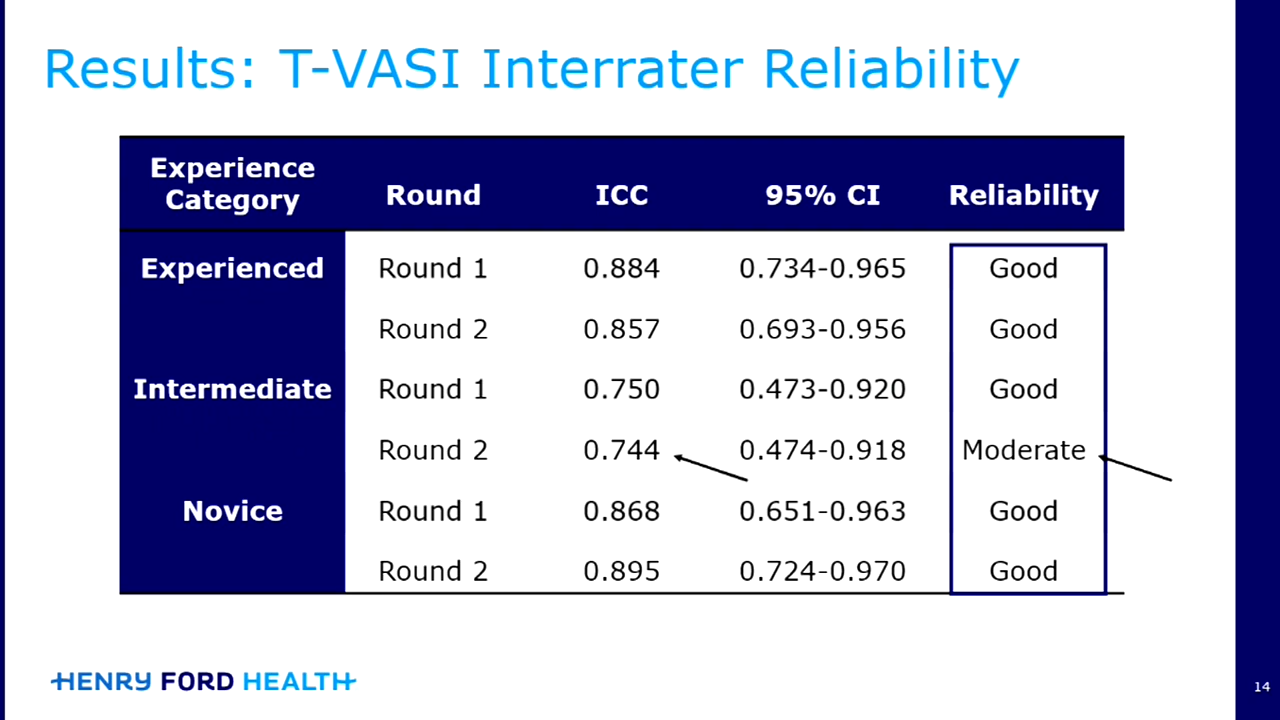 Results: T-VASI Interrater Reliability
Experience Category Round ICC 95% CI Reliability
Experienced Round 1 0.884 0.734-0.965 Good
Round 2 0.857 0.693-0.956 Good
Intermediate Round 1 0.750 0.473-0.920 Good
Round 2 0.744 0.474-0.918 Moderate
Novice Round 1 0.868 0.651-0.963 Good
Round 2 0.895 0.724-0.970 Good
HENRY FORD HEALTH
14